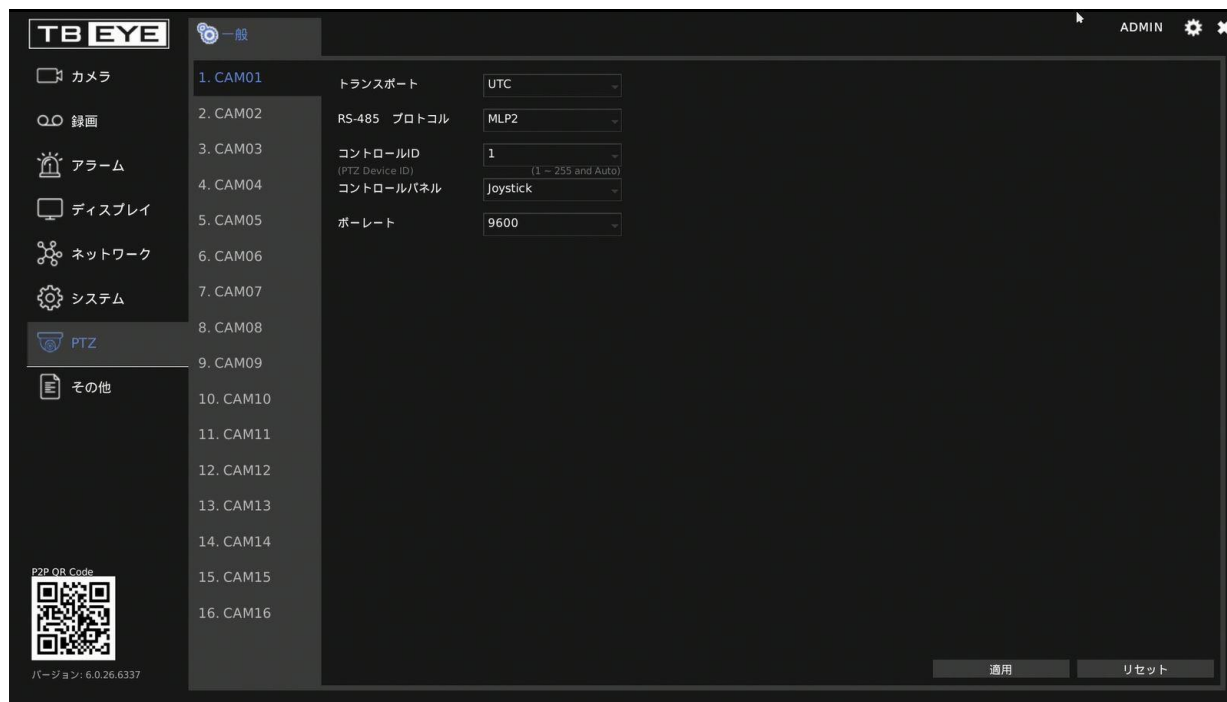 TB EYE
一般
ADMIN
カメラ
録画
アラーム
ディスプレイ
ネットワーク
システム
PTZ
その他
1. CAM01
2. CAM02
3. CAM03
4. CAM04
5. CAM05
6. CAM06
7. CAM07
8. CAM08
9. CAM09
10. CAM10
11. CAM11
12. CAM12
13. CAM13
14. CAM14
15. CAM15
16. CAM16
トランスポート UTC
RS-485 プロトコル MLP2
コントロールID 1
(PTZ Device ID) (1 ~ 255 and Auto)
コントロールパネル Joystick
ボーレート 9600
P2P QR Code
バージョン: 6.0.26.6337
適用 リセット